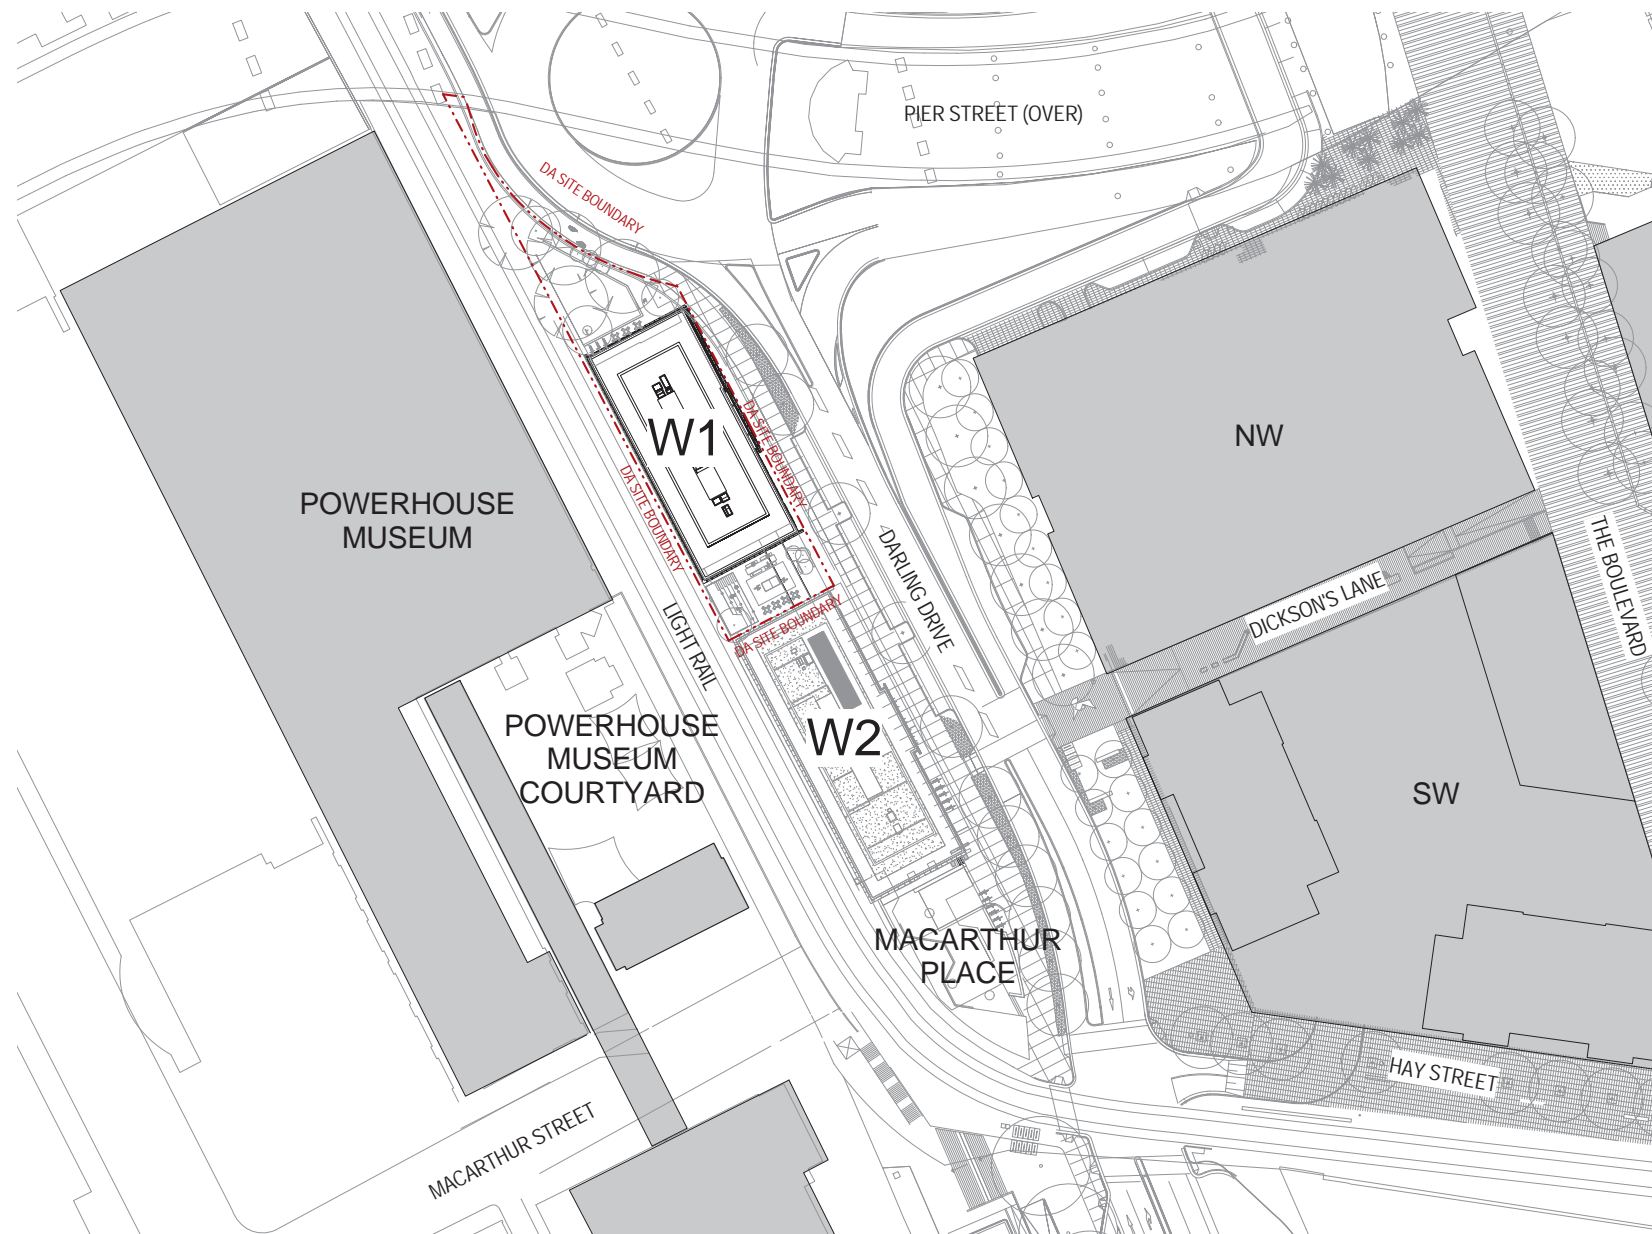 PIER STREET (OVER)
DA SITE BOUNDARY
W1
DA SITE BOUNDARY
DA SITE BOUNDARY
NW
POWERHOUSE
MUSEUM
DARLING DRIVE
THE BOULEVARD
DICKSON'S LANE
LIGHT RAIL
DA SITE BOUNDARY
POWERHOUSE
MUSEUM
COURTYARD
W2
SW
MACARTHUR
PLACE
HAY STREET
MACARTHUR STREET